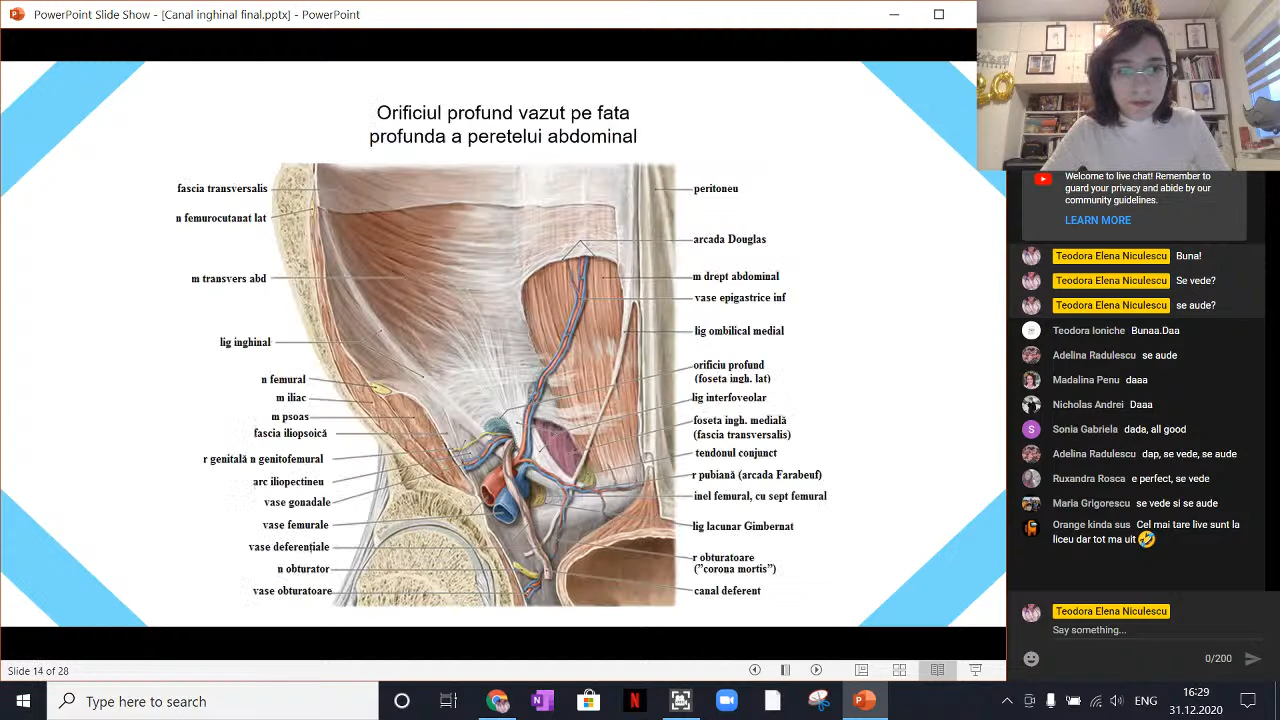 PowerPoint Slide Show - [Canal inghinal final.pptx] - PowerPoint
Orificiul profund vazut pe fata
profunda a peretelui abdominal
fascia transversalis
n femurocutanat lat
m transvers abd
lig inghinal
n femural
m iliac
m psoas
fascia iliopsoică
r genitală n genitofemural
arc iliopectineu
vase gonadale
vase femurale
vase deferențiale
n obturator
vase obturatoare
peritoneu
arcada Douglas
m drept abdominal
vase epigastrice inf
lig ombilical medial
orificiu profund
(foseta ingh. lat)
lig interfoveolar
foseta ingh. medială
(fascia transversalis)
tendonul conjunct
r pubiană (arcada Farabeuf)
inel femural, cu sept femural
lig lacunar Gimbernat
r obturatoare
("corona mortis")
canal deferent
Slide 14 of 28
Welcome to live chat! Remember to
guard your privacy and abide by our
community guidelines.
LEARN MORE
Teodora Elena Niculescu Buna!
Teodora Elena Niculescu Se vede?
Teodora Elena Niculescu se aude?
Teodora Ioniche Bunaa.Daa
Adelina Radulescu se aude
Madalina Penu daaa
Nicholas Andrei Daaa
S
Sonia Gabriela dada, all good
Adelina Radulescu dap, se vede, se aude
Ruxandra Rosca e perfect, se vede
Maria Grigorescu se vede si se aude
Orange kinda sus Cel mai tare live sunt la
liceu dar tot ma uit 🤣
Teodora Elena Niculescu
Say something...
0/200
Type here to search
ENG
16:29
31.12.2020